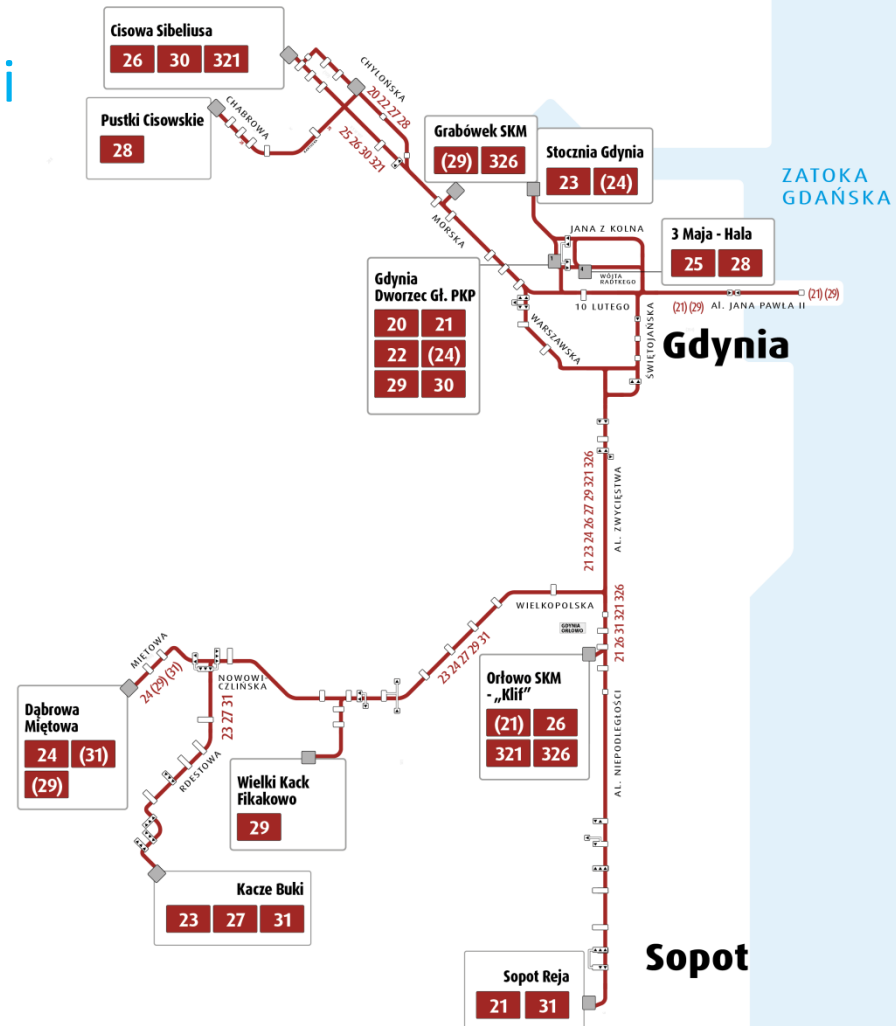 i
Cisowa Sibeliusa
26 30 321
CHYLOŃSKA
20 22 27 28
Pustki Cisowskie
28
CHABROWA
25 26 30 321
Grabówek SKM
(29) 326
Stocznia Gdynia
23 (24)
ZATOKA
GDAŃSKA
MORSKA
JANA Z KOLNA
3 Maja - Hala
25 28
WÓJTA
RADTKEGO
Gdynia
Dworzec Gł. PKP
20 21
22 (24)
29 30
10 LUTEGO
(21) (29)
AL. JANA PAWŁA II
(21) (29)
WARSZAWSKA
ŚWIĘTOJAŃSKA
Gdynia
21 23 24 26 27 29 321 326
AL. ZWYCIĘSTWA
WIELKOPOLSKA
GDYNIA
ORŁOWO
21 26 31 321 326
23 24 27 29 31
MIĘTOWA
24 (29) (31)
NOWOWI-
CZLIŃSKA
23 27 31
Orłowo SKM
- „Klif”
(21) 26
321 326
AL. NIEPODLEGŁOŚCI
Dąbrowa
Miętowa
24 (31)
(29)
RDESTOWA
Wielki Kack
Fikakowo
29
Kacze Buki
23 27 31
Sopot
Sopot Reja
21 31